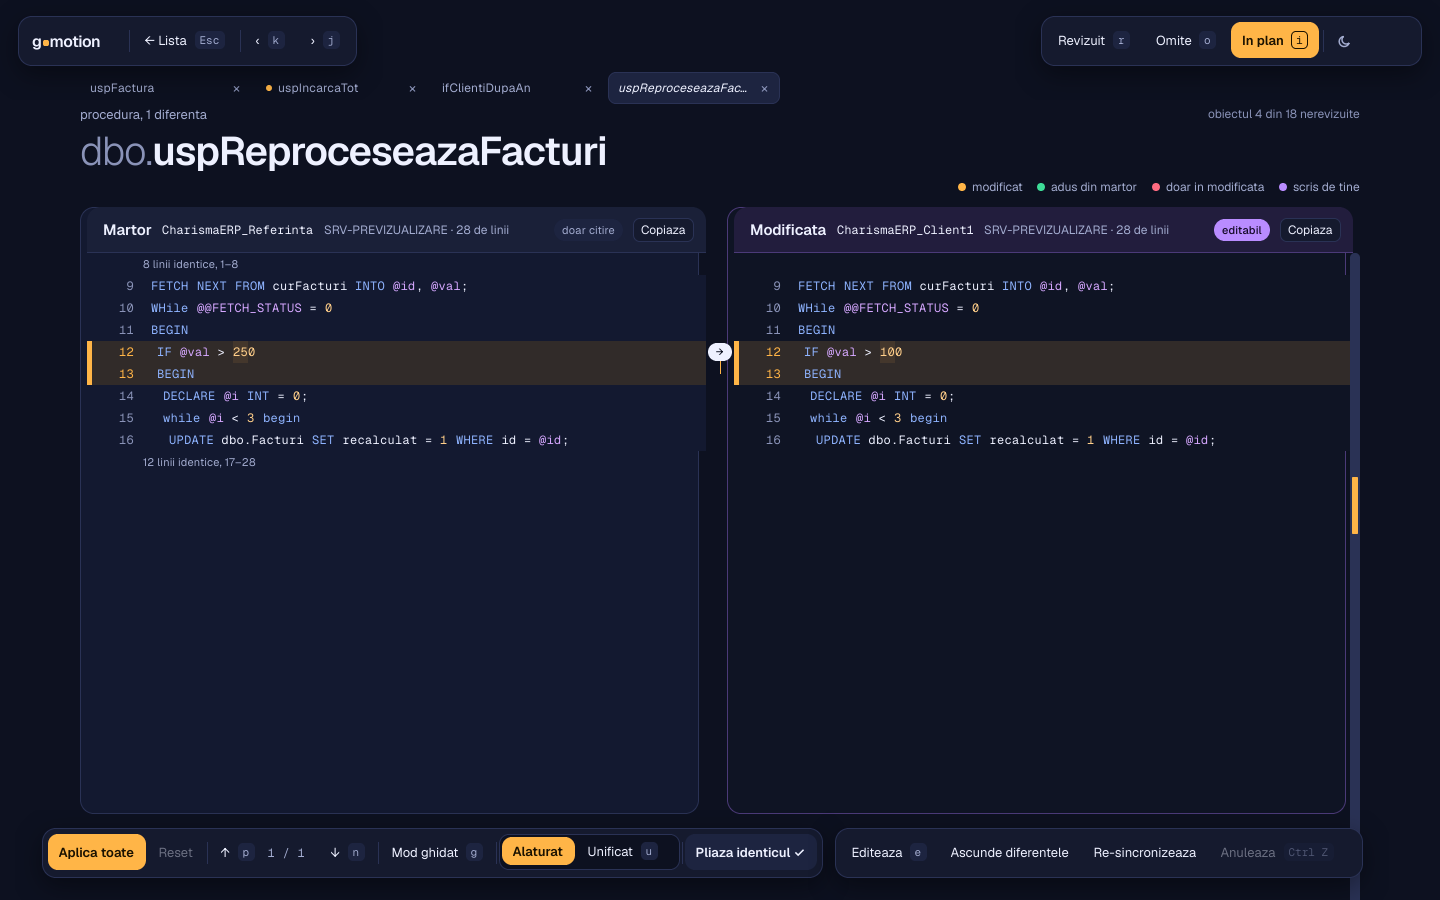 g motion
← Lista Esc
‹ k › j
Revizuit r Omite o In plan i
uspFactura × uspIncarcaTot × ifClientiDupaAn × uspReproceseazaFac… ×
procedura, 1 diferenta
obiectul 4 din 18 nerevizuite
dbo.uspReproceseazaFacturi
modificat adus din martor doar in modificata scris de tine
Martor CharismaERP_Referinta SRV-PREVIZUALIZARE · 28 de linii doar citire Copiaza
8 linii identice, 1–8
9 FETCH NEXT FROM curFacturi INTO @id, @val;
10 WHile @@FETCH_STATUS = 0
11 BEGIN
12 IF @val > 250
13 BEGIN
14 DECLARE @i INT = 0;
15 while @i < 3 begin
16 UPDATE dbo.Facturi SET recalculat = 1 WHERE id = @id;
12 linii identice, 17–28
→
Modificata CharismaERP_Client1 SRV-PREVIZUALIZARE · 28 de linii editabil Copiaza
9 FETCH NEXT FROM curFacturi INTO @id, @val;
10 WHile @@FETCH_STATUS = 0
11 BEGIN
12 IF @val > 100
13 BEGIN
14 DECLARE @i INT = 0;
15 while @i < 3 begin
16 UPDATE dbo.Facturi SET recalculat = 1 WHERE id = @id;
Aplica toate Reset ↑ p 1 / 1 ↓ n Mod ghidat g Alaturat Unificat u Pliaza identicul ✓
Editeaza e Ascunde diferentele Re-sincronizeaza Anuleaza Ctrl Z